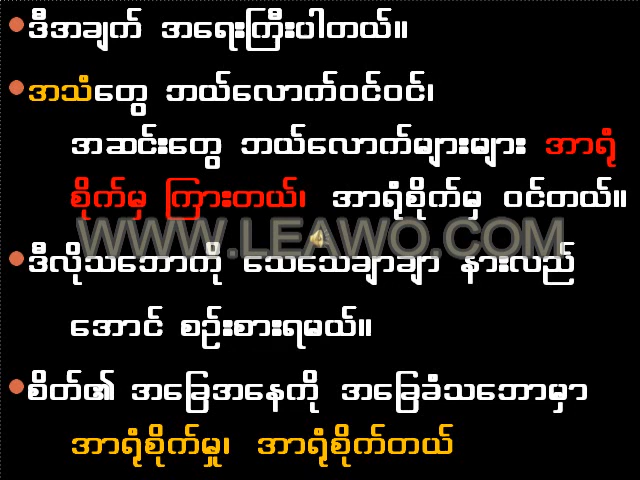 •ဒီအချက် အရေးကြီးပါတယ်။
•အသံတွေ ဘယ်လောက်ဝင်ဝင်၊
အဆင်းတွေ ဘယ်လောက်များများ အာရုံ
စိုက်မှ ကြားတယ်၊ အာရုံစိုက်မှ ဝင်တယ်။
WWW.LEAWO.COM
•ဒီလိုသဘောကို သေသေချာချာ နားလည်
အောင် စဉ်းစားရမယ်။
•စိတ်၏ အခြေအနေကို အခြေခံသဘောမှာ
အာရုံစိုက်မှု၊ အာရုံစိုက်တယ်